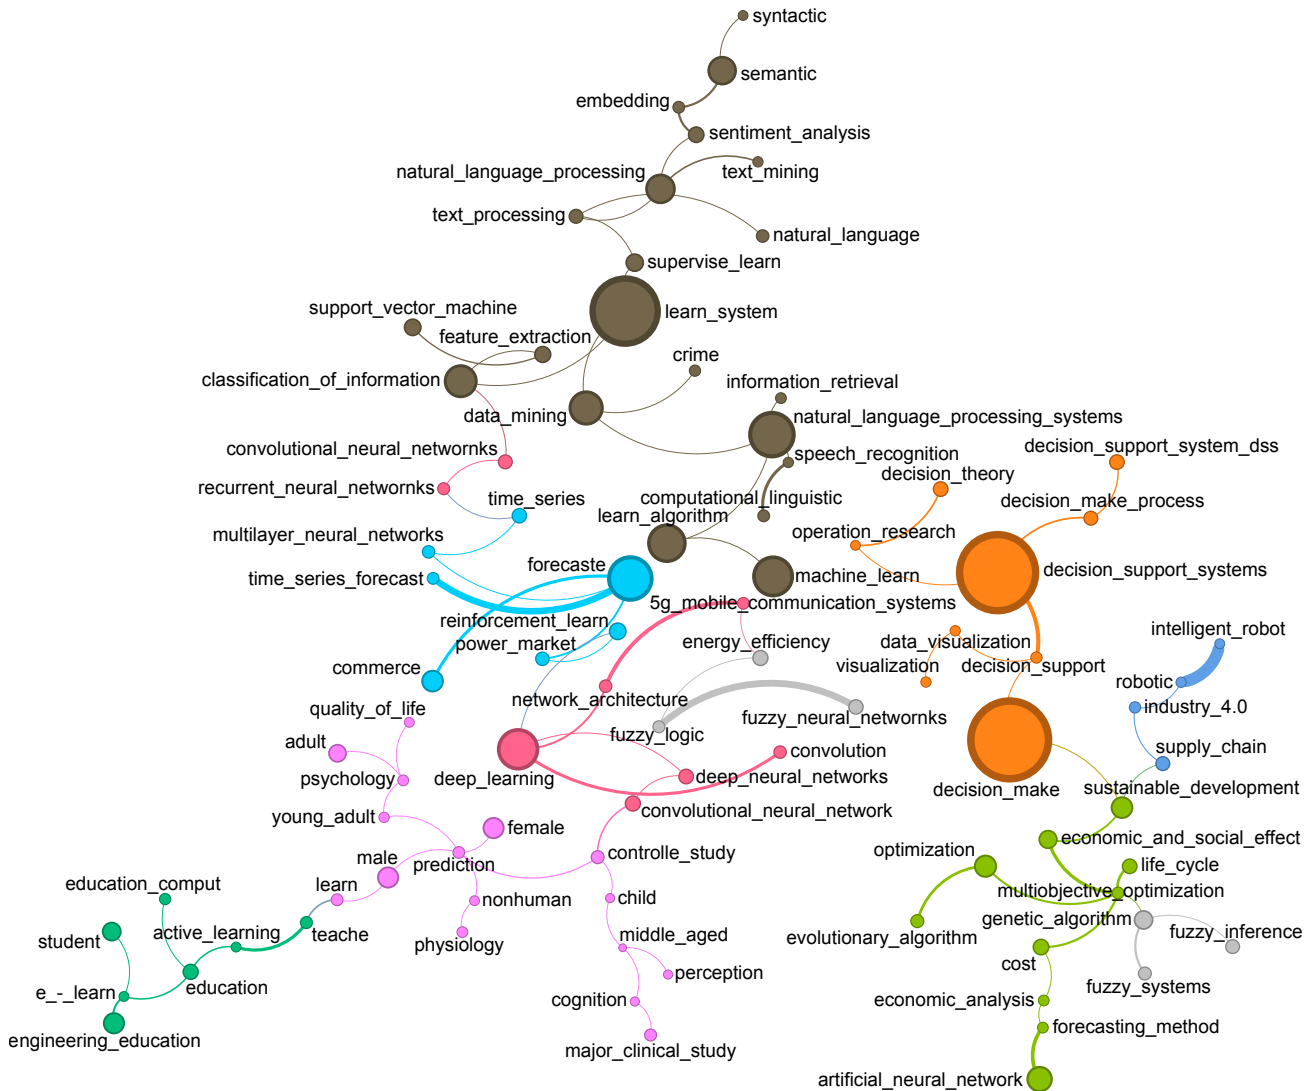 syntactic
semantic
embedding
sentiment_analysis
natural_language_processing
text_mining
text_processing
natural_language
supervise_learn
support_vector_machine
learn_system
feature_extraction
crime
classification_of_information
information_retrieval
data_mining
natural_language_processing_systems
convolutional_neural_networnks
speech_recognition
decision_support_system_dss
decision_theory
recurrent_neural_networnks
time_series
computational_linguistic
decision_make_process
learn_algorithm
operation_research
multilayer_neural_networks
forecaste
time_series_forecast
machine_learn
decision_support_systems
5g_mobile_communication_systems
reinforcement_learn
power_market
energy_efficiency
data_visualization
intelligent_robot
commerce
visualization
decision_support
robotic
network_architecture
quality_of_life
fuzzy_neural_networnks
industry_4.0
fuzzy_logic
adult
convolution
supply_chain
psychology
deep_learning
deep_neural_networks
decision_make
sustainable_development
young_adult
convolutional_neural_network
female
economic_and_social_effect
male
prediction
controlle_study
optimization
life_cycle
education_comput
learn
multiobjective_optimization
child
nonhuman
genetic_algorithm
student
active_learning
teache
physiology
middle_aged
evolutionary_algorithm
fuzzy_inference
perception
cost
e_-_learn
education
fuzzy_systems
cognition
economic_analysis
engineering_education
forecasting_method
major_clinical_study
artificial_neural_network